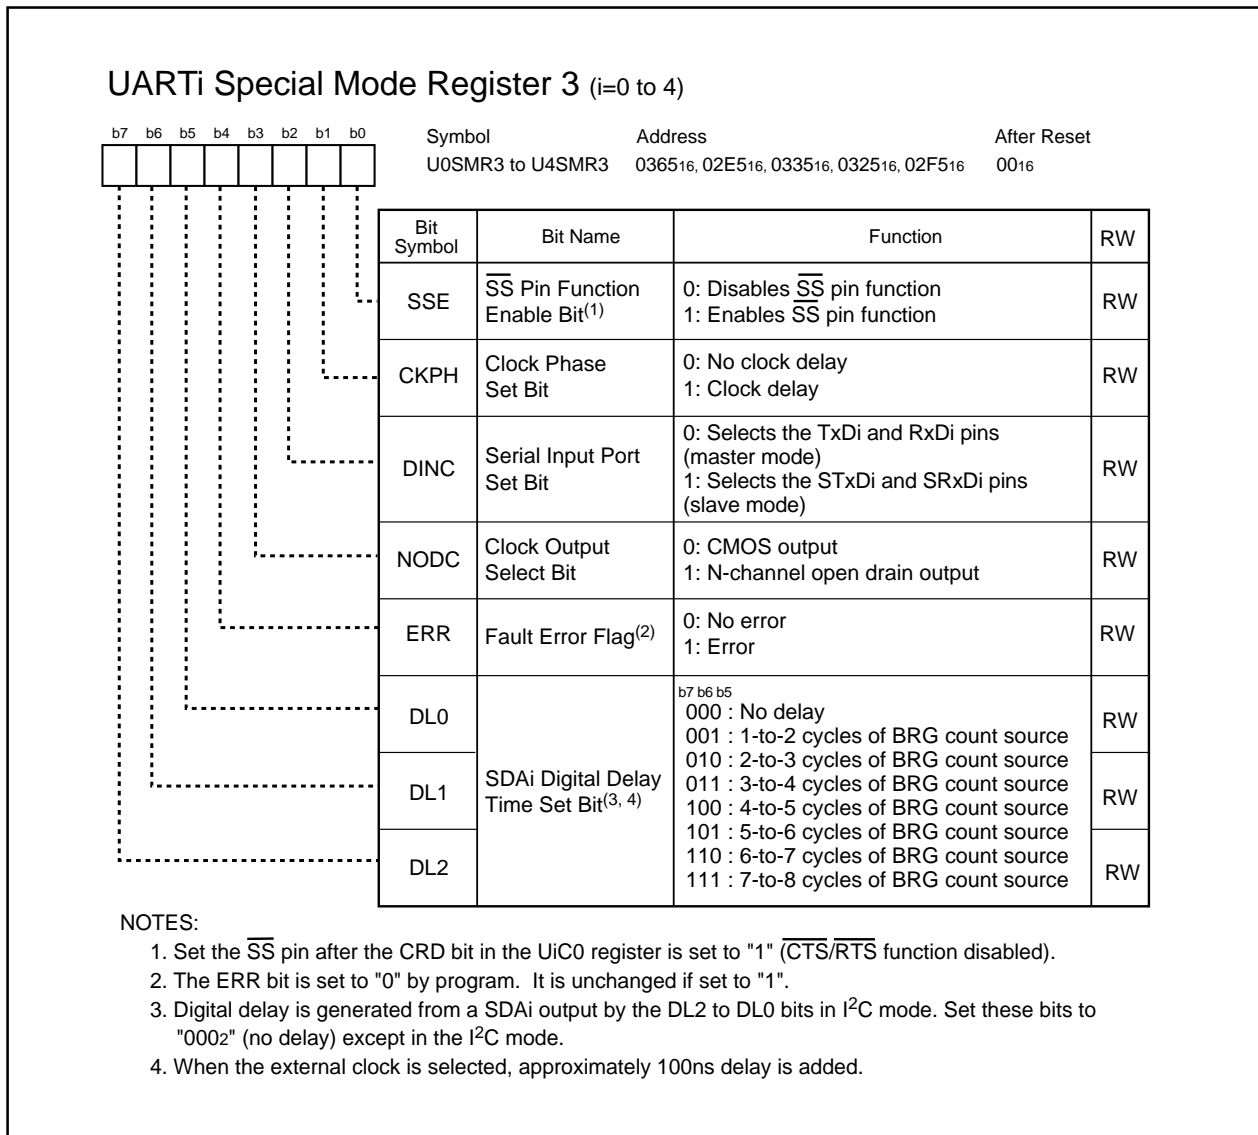 UARTi Special Mode Register 3 (i=0 to 4)
b7 b6 b5 b4 b3 b2 b1 b0
Symbol Address After Reset
U0SMR3 to U4SMR3 036516, 02E516, 033516, 032516, 02F516 0016
Bit Symbol Bit Name Function RW
SSE
SS Pin Function
Enable Bit(1)
0: Disables SS pin function
1: Enables SS pin function
RW
CKPH
Clock Phase
Set Bit
0: No clock delay
1: Clock delay
RW
DINC
Serial Input Port
Set Bit
0: Selects the TxDi and RxDi pins
(master mode)
1: Selects the STxDi and SRxDi pins
(slave mode)
RW
NODC
Clock Output
Select Bit
0: CMOS output
1: N-channel open drain output
RW
ERR
Fault Error Flag(2)
0: No error
1: Error
RW
DL0
DL1
DL2
SDAi Digital Delay
Time Set Bit(3, 4)
b7 b6 b5
000 : No delay
001 : 1-to-2 cycles of BRG count source
010 : 2-to-3 cycles of BRG count source
011 : 3-to-4 cycles of BRG count source
100 : 4-to-5 cycles of BRG count source
101 : 5-to-6 cycles of BRG count source
110 : 6-to-7 cycles of BRG count source
111 : 7-to-8 cycles of BRG count source
RW
RW
RW
NOTES:
1. Set the SS pin after the CRD bit in the UiC0 register is set to "1" (CTS/RTS function disabled).
2. The ERR bit is set to "0" by program. It is unchanged if set to "1".
3. Digital delay is generated from a SDAi output by the DL2 to DL0 bits in I2C mode. Set these bits to
"0002" (no delay) except in the I2C mode.
4. When the external clock is selected, approximately 100ns delay is added.